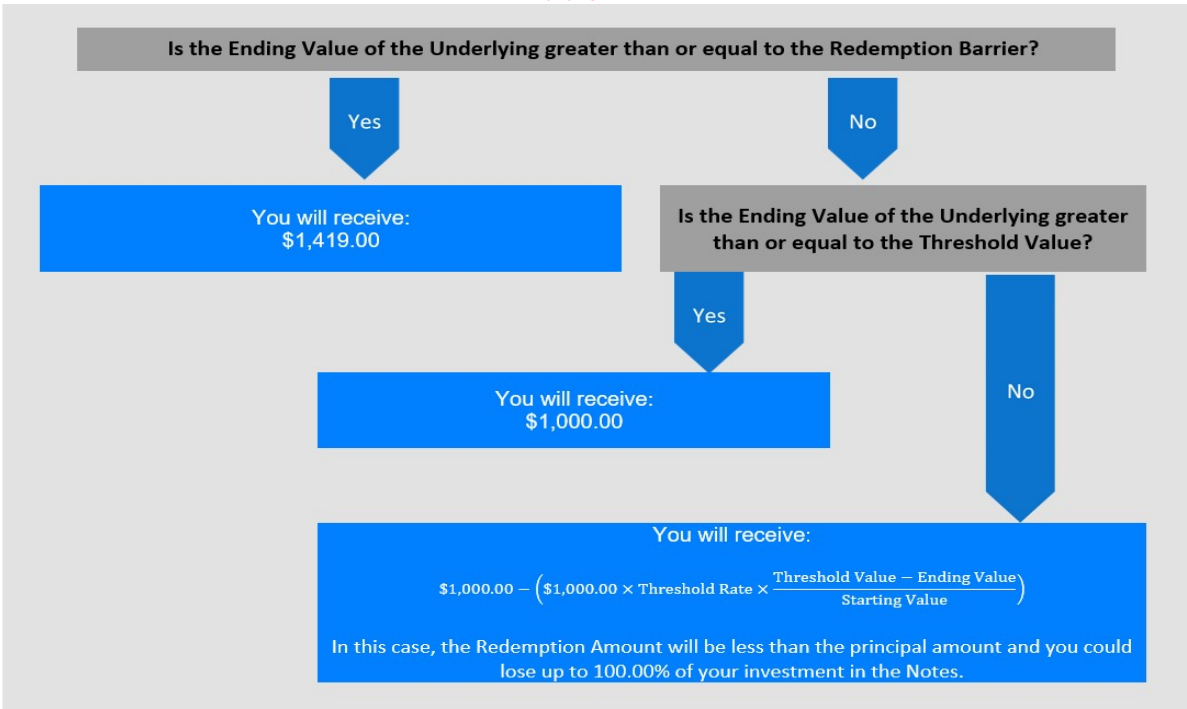 Is the Ending Value of the Underlying greater than or equal to the Redemption Barrier?
Yes
No
You will receive:
$1,419.00
Is the Ending Value of the Underlying greater
than or equal to the Threshold Value?
Yes
No
You will receive:
$1,000.00
You will receive:
$1,000.00 − ($1,000.00 × Threshold Rate × (Threshold Value − Ending Value) / Starting Value)
In this case, the Redemption Amount will be less than the principal amount and you could
lose up to 100.00% of your investment in the Notes.